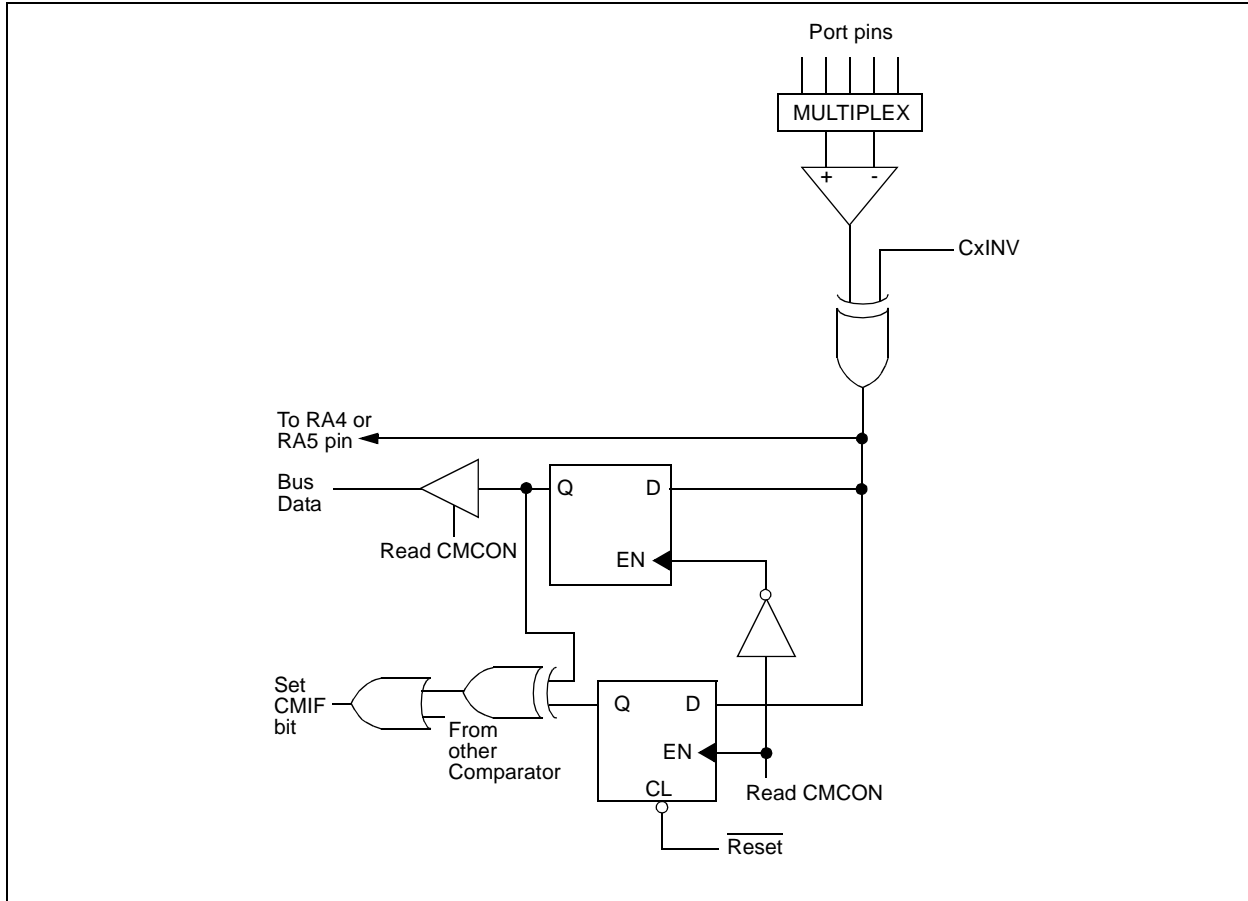 Port pins
MULTIPLEX
+ -
CxINV
To RA4 or
RA5 pin
Bus
Data
Q D
Read CMCON
EN
Set
CMIF
bit
Q D
From
other
Comparator
EN
CL
Read CMCON
Reset